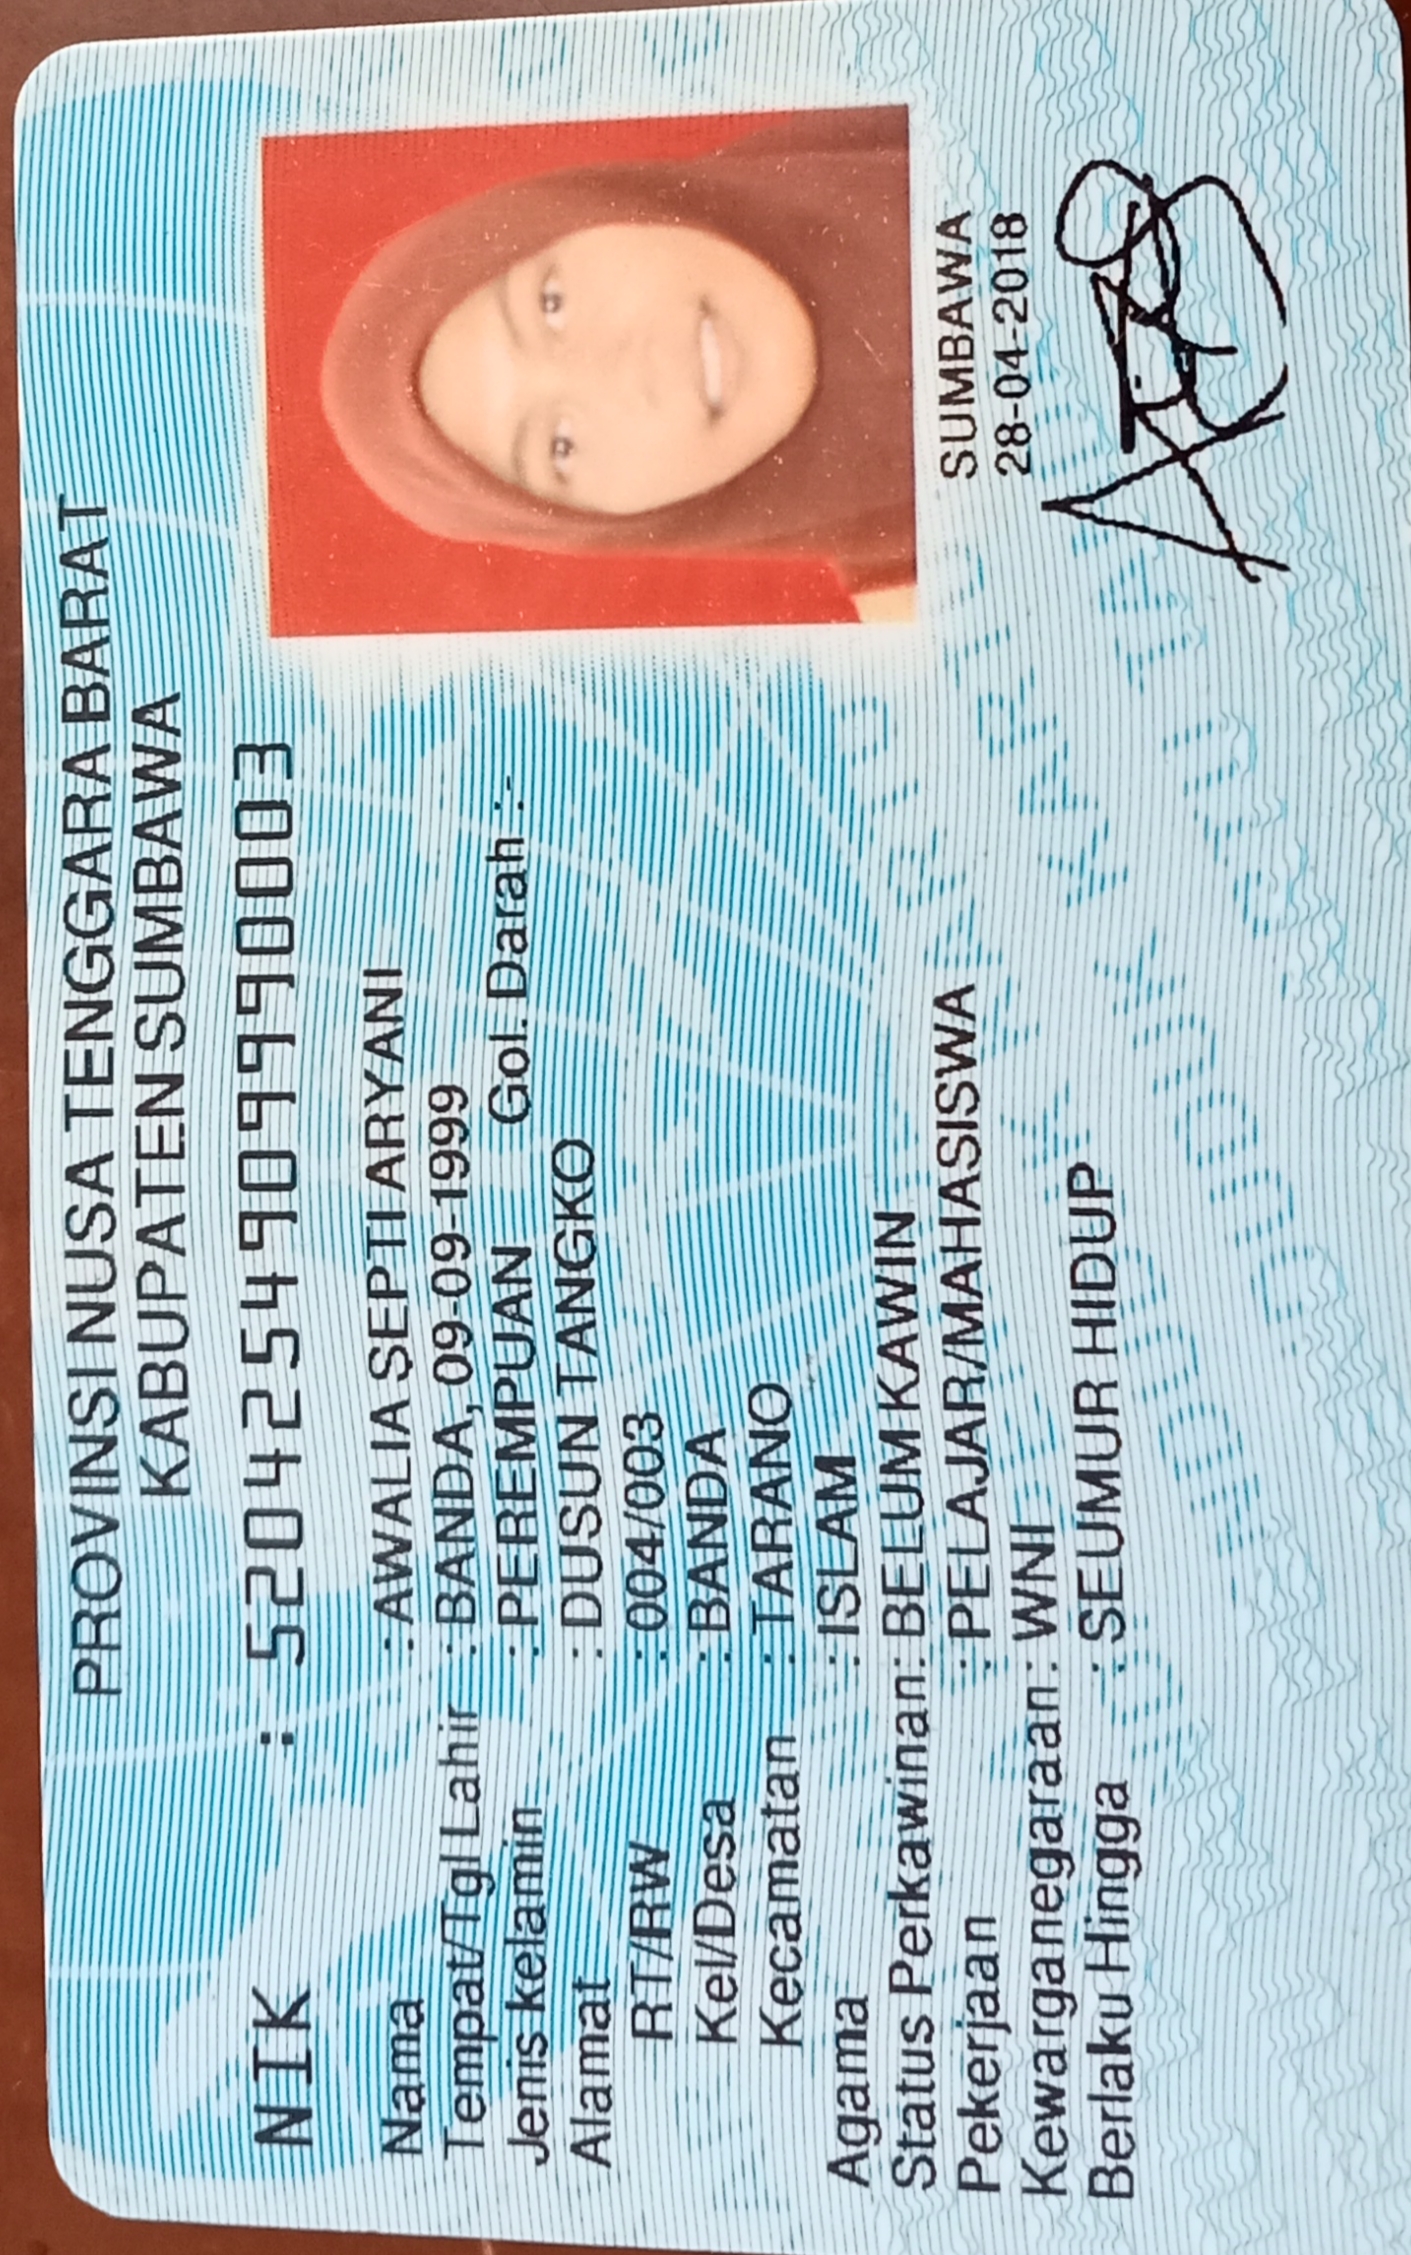 PROVINSI NUSA TENGGARA BARAT
KABUPATEN SUMBAWA
NIK : 5204254909990003
Nama : AWALIA SEPTI ARYANI
Tempat/Tgl Lahir : BANDA, 09-09-1999
Jenis kelamin : PEREMPUAN Gol. Darah :-
Alamat : DUSUN TANGKO
RT/RW : 004/003
Kel/Desa : BANDA
Kecamatan : TARANO
Agama : ISLAM
Status Perkawinan: BELUM KAWIN
Pekerjaan : PELAJAR/MAHASISWA
Kewarganegaraan: WNI
Berlaku Hingga : SEUMUR HIDUP
SUMBAWA
28-04-2018